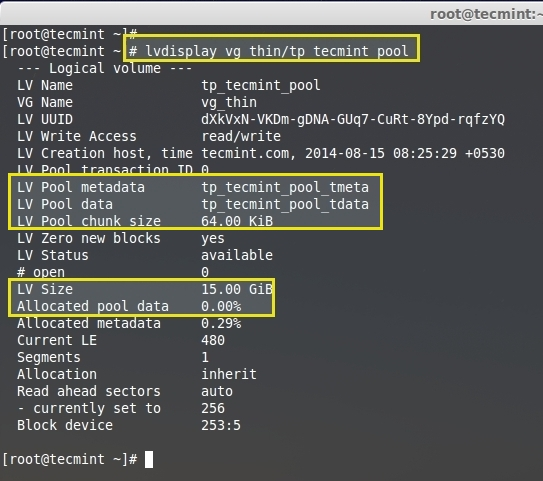 root@tecmint:~
[root@tecmint ~]#
[root@tecmint ~]# lvdisplay vg_thin/tp_tecmint_pool
--- Logical volume ---
LV Name tp_tecmint_pool
VG Name vg_thin
LV UUID dXkVxN-VKDm-gDNA-GUq7-CuRt-8Ypd-rqfzYQ
LV Write Access read/write
LV Creation host, time tecmint.com, 2014-08-15 08:25:29 +0530
LV Pool transaction ID 0
LV Pool metadata tp_tecmint_pool_tmeta
LV Pool data tp_tecmint_pool_tdata
LV Pool chunk size 64.00 KiB
LV Zero new blocks yes
LV Status available
# open 0
LV Size 15.00 GiB
Allocated pool data 0.00%
Allocated metadata 0.29%
Current LE 480
Segments 1
Allocation inherit
Read ahead sectors auto
- currently set to 256
Block device 253:5
[root@tecmint ~]#